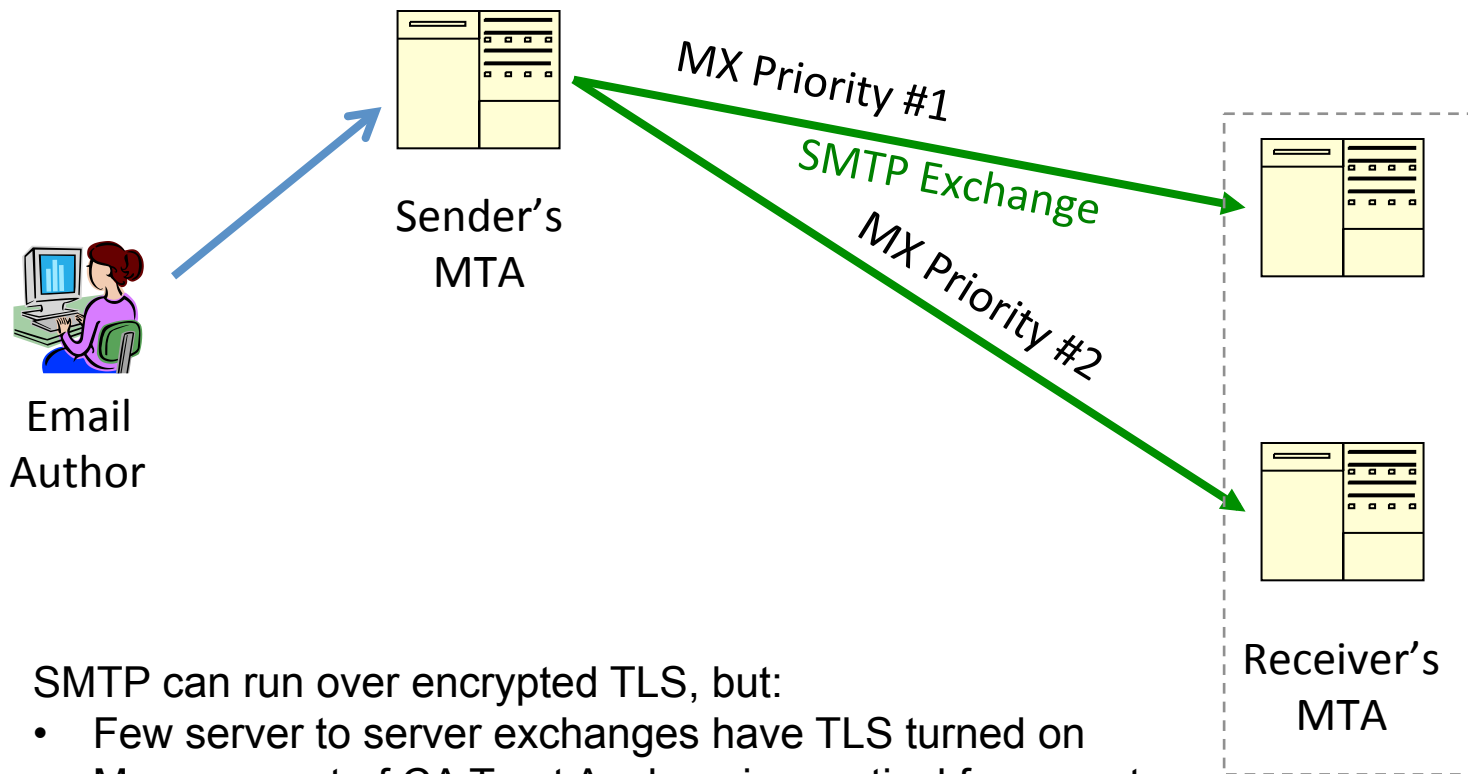 MX Priority #1
SMTP Exchange
MX Priority #2
Sender’s
MTA
Email
Author
Receiver’s
MTA
SMTP can run over encrypted TLS, but:
• Few server to server exchanges have TLS turned on